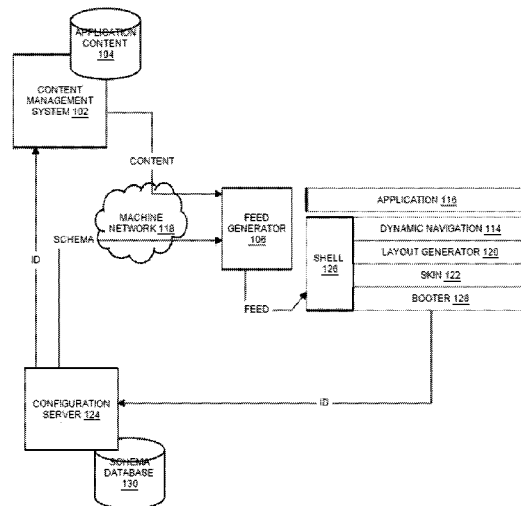 APPLICATION
CONTENT
104
CONTENT
MANAGEMENT
SYSTEM 102
CONTENT
MACHINE
NETWORK 118
SCHEMA
FEED
GENERATOR
106
APPLICATION 116
DYNAMIC NAVIGATION 114
LAYOUT GENERATOR 120
SKIN 122
BOOTER 128
SHELL
126
FEED
ID
ID
CONFIGURATION
SERVER 124
SCHEMA
DATABASE
130